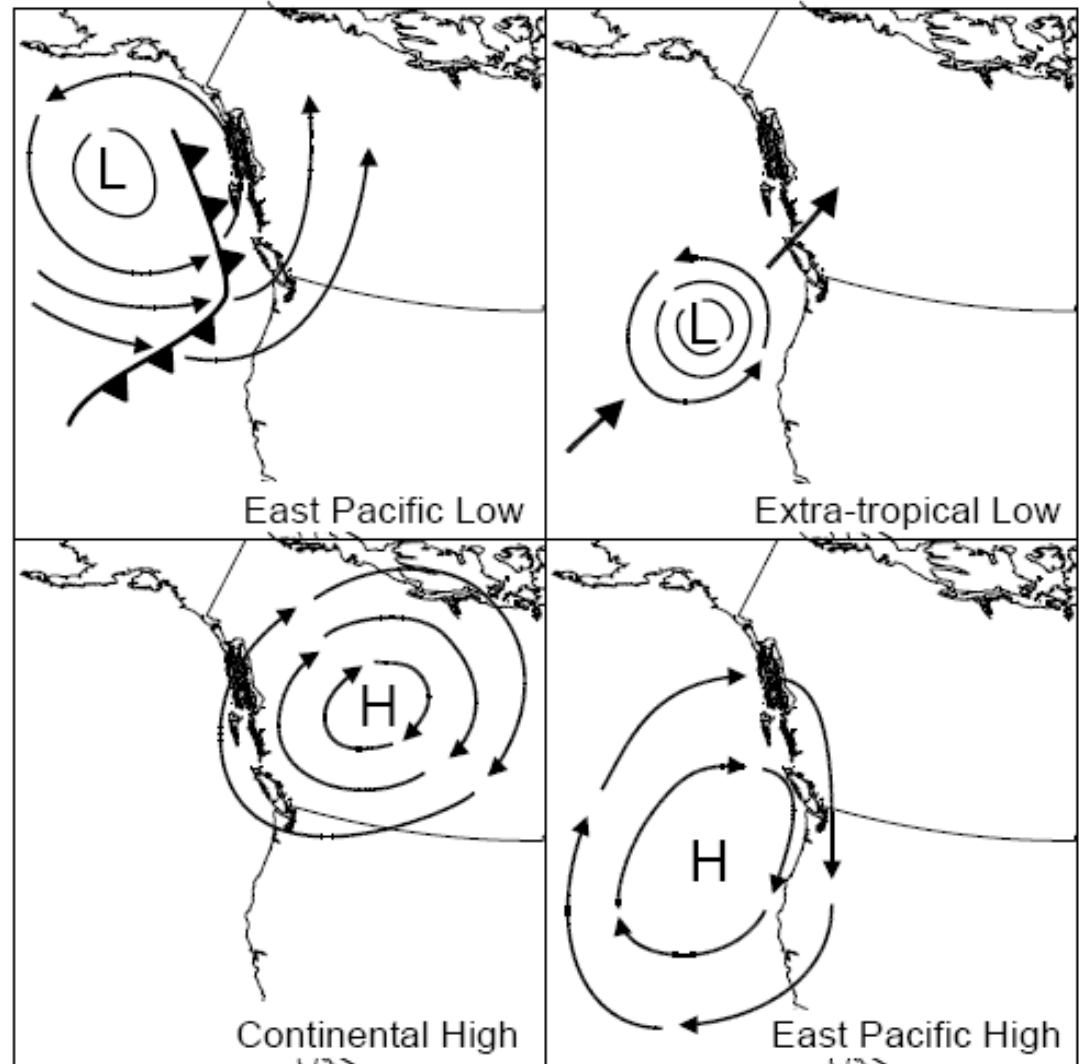 L
East Pacific Low
L
Extra-tropical Low
H
Continental High
H
East Pacific High